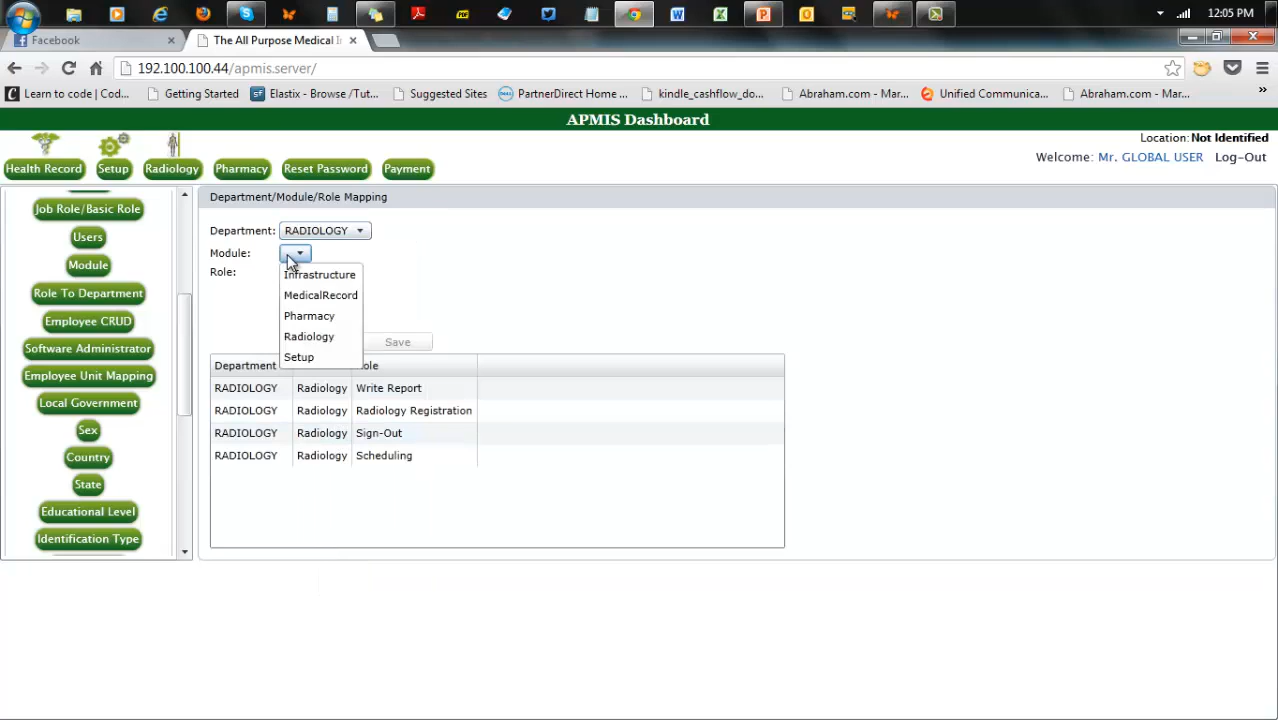 12:05 PM
Facebook
The All Purpose Medical I
192.100.100.44/apmis.server/
Learn to code | Cod...
Getting Started
Elastix - Browse /Tut...
Suggested Sites
PartnerDirect Home ...
kindle_cashflow_do...
Abraham.com - Mar...
Unified Communica...
Abraham.com - Mar...
APMIS Dashboard
Location: Not Identified
Welcome: Mr. GLOBAL USER Log-Out
Health Record
Setup
Radiology
Pharmacy
Reset Password
Payment
Job Role/Basic Role
Users
Module
Role To Department
Employee CRUD
Software Administrator
Employee Unit Mapping
Local Government
Sex
Country
State
Educational Level
Identification Type
Department/Module/Role Mapping
Department: RADIOLOGY
Module:
Role:
Infrastructure
MedicalRecord
Pharmacy
Radiology
Setup
Save
Department
RADIOLOGY Radiology Write Report
RADIOLOGY Radiology Radiology Registration
RADIOLOGY Radiology Sign-Out
RADIOLOGY Radiology Scheduling